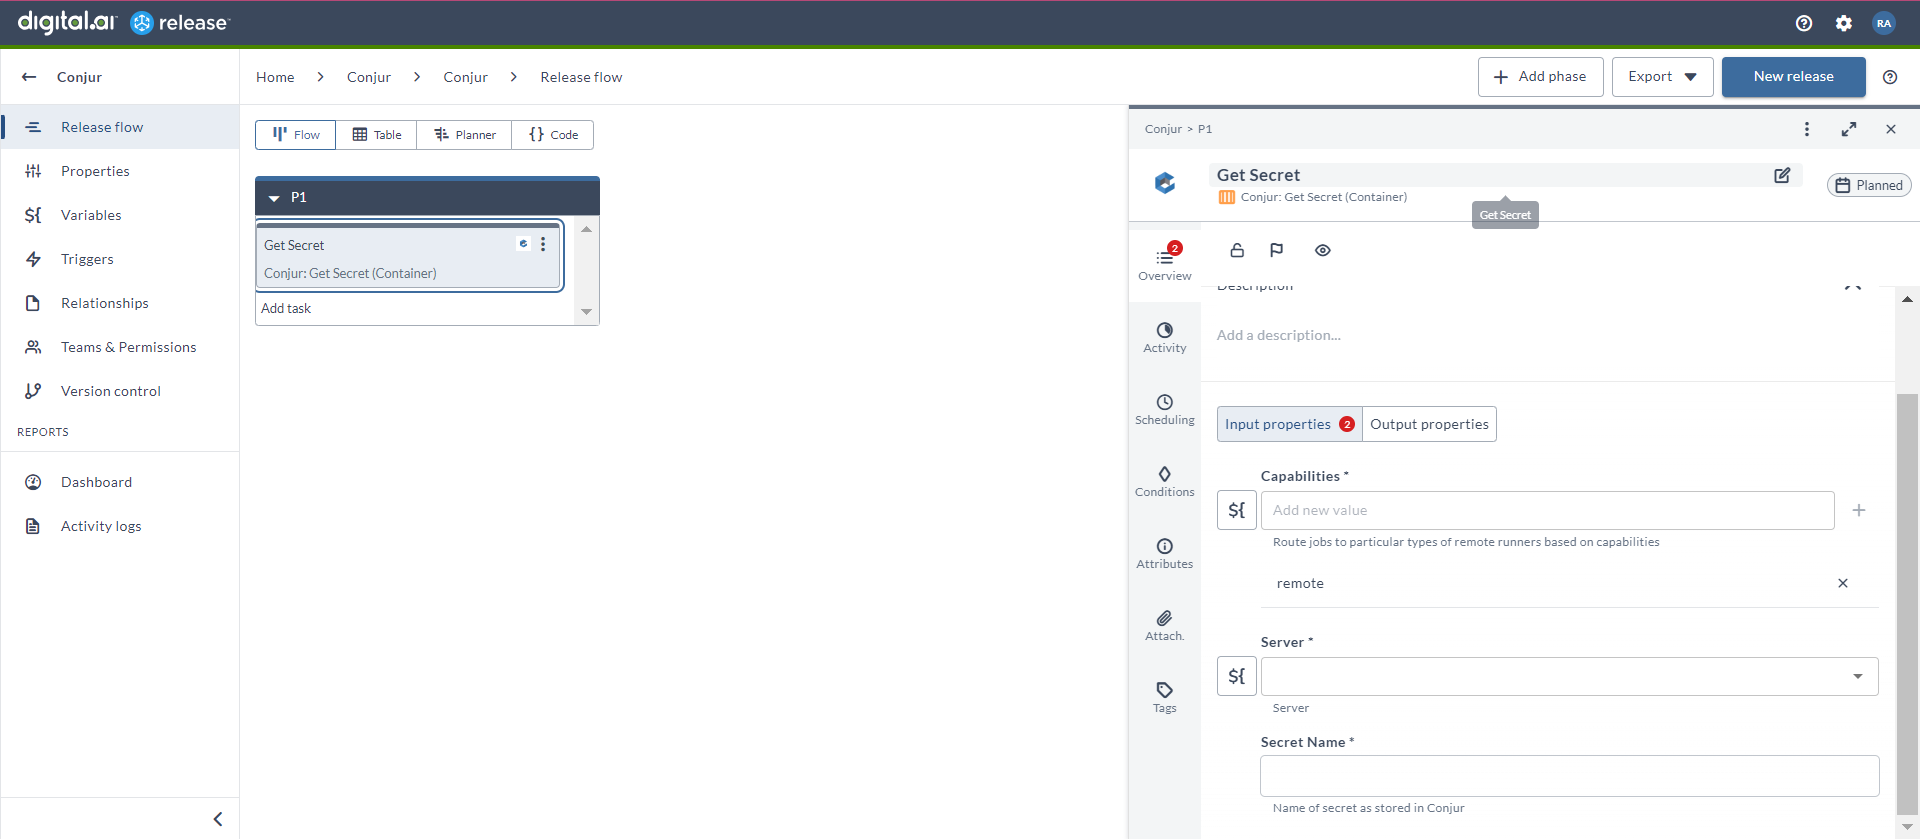 digital.ai release
RA
Conjur
Home > Conjur > Conjur > Release flow
Add phase
Export
New release
Release flow
Properties
Variables
Triggers
Relationships
Teams & Permissions
Version control
REPORTS
Dashboard
Activity logs
Flow
Table
Planner
{} Code
P1
Get Secret
Conjur: Get Secret (Container)
Add task
Conjur > P1
Get Secret
Conjur: Get Secret (Container)
Planned
Get Secret
2
Overview
Activity
Scheduling
Conditions
Attributes
Attach.
Tags
Description
Add a description...
Input properties 2
Output properties
Capabilities *
${
Add new value
Route jobs to particular types of remote runners based on capabilities
remote
Server *
${
Server
Secret Name *
Name of secret as stored in Conjur